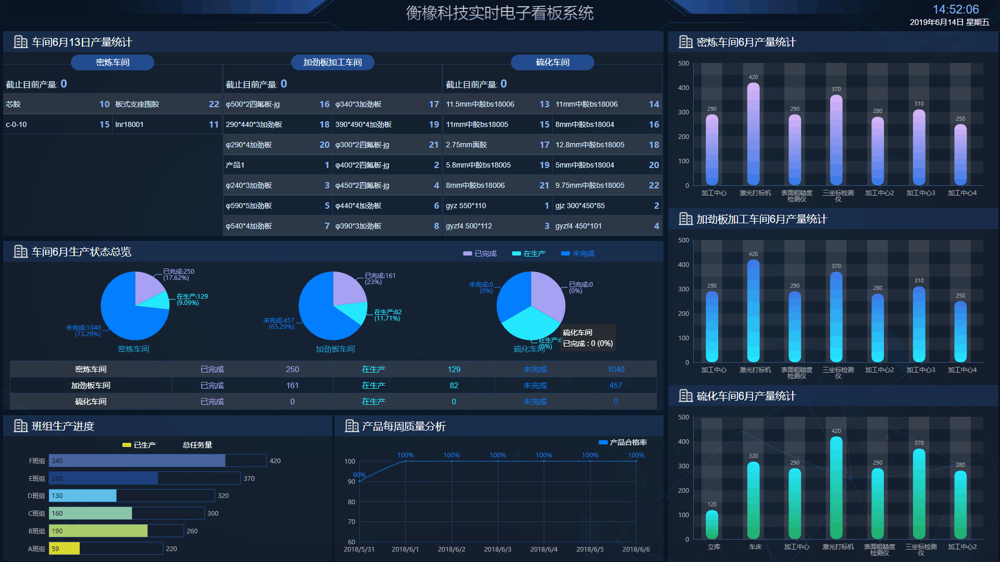 衡橡科技实时电子看板系统
14:52:06
2019年6月14日 星期五
车间6月13日产量统计
密炼车间
截止目前产量: 0
芯胶 10 板式支座围胶 22
c-0-10 15 lnr18001 11
加劲板加工车间
截止目前产量: 0
φ500*2四氟板-jg 16 φ340*3加劲板 17
290*440*3加劲板 18 390*490*4加劲板 19
φ290*4加劲板 20 φ300*2四氟板-jg 21
产品1 1 φ400*2四氟板-jg 2
φ240*3加劲板 3 φ450*2四氟板-jg 4
φ590*5加劲板 5 φ440*4加劲板 6
φ540*4加劲板 7 φ390*3加劲板 8
硫化车间
截止目前产量: 0
11.5mm中胶bs18006 13 11mm中胶bs18006 14
11mm中胶bs18005 15 8mm中胶bs18004 16
2.75mm面胶 17 12.8mm中胶bs18005 18
5.8mm中胶bs18005 19 5mm中胶bs18004 20
8mm中胶bs18006 21 9.75mm中胶bs18005 22
gyz 550*110 1 gjz 300*450*85 2
gyzf4 500*112 3 gyzf4 450*101 4
车间6月生产状态总览
已完成 在生产 未完成
已完成:250
(17.62%)
在生产:129
(9.09%)
未完成:1040
(73.29%)
密炼车间
已完成:161
(23%)
在生产:82
(11.71%)
未完成:457
(65.29%)
加劲板车间
未完成:0
(0%)
已完成:0
(0%)
在生产:0
(0%)
硫化车间
硫化车间
已完成 : 0 (0%)
密炼车间 已完成 250 在生产 129 未完成 1040
加劲板车间 已完成 161 在生产 82 未完成 457
硫化车间 已完成 0 在生产 0 未完成 0
班组生产进度
已生产 总任务量
F班组 340 420
E班组 210 370
D班组 130 320
C班组 160 300
B班组 190 260
A班组 59 220
产品每周质量分析
产品合格率
90% 100% 100% 100% 100% 100% 100%
100
90
80
70
60
2018/5/31 2018/6/1 2018/6/2 2018/6/3 2018/6/4 2018/6/5 2018/6/6
密炼车间6月产量统计
500
400
300
200
100
0
290 420 290 370 280 310 250
加工中心 激光打标机 表面粗糙度检测仪 三坐标检测仪 加工中心2 加工中心3 加工中心4
加劲板加工车间6月产量统计
500
400
300
200
100
0
290 420 290 370 280 310 250
加工中心 激光打标机 表面粗糙度检测仪 三坐标检测仪 加工中心2 加工中心3 加工中心4
硫化车间6月产量统计
500
400
300
200
100
0
120 320 290 420 290 370 280
立库 车床 加工中心 激光打标机 表面粗糙度检测仪 三坐标检测仪 加工中心2